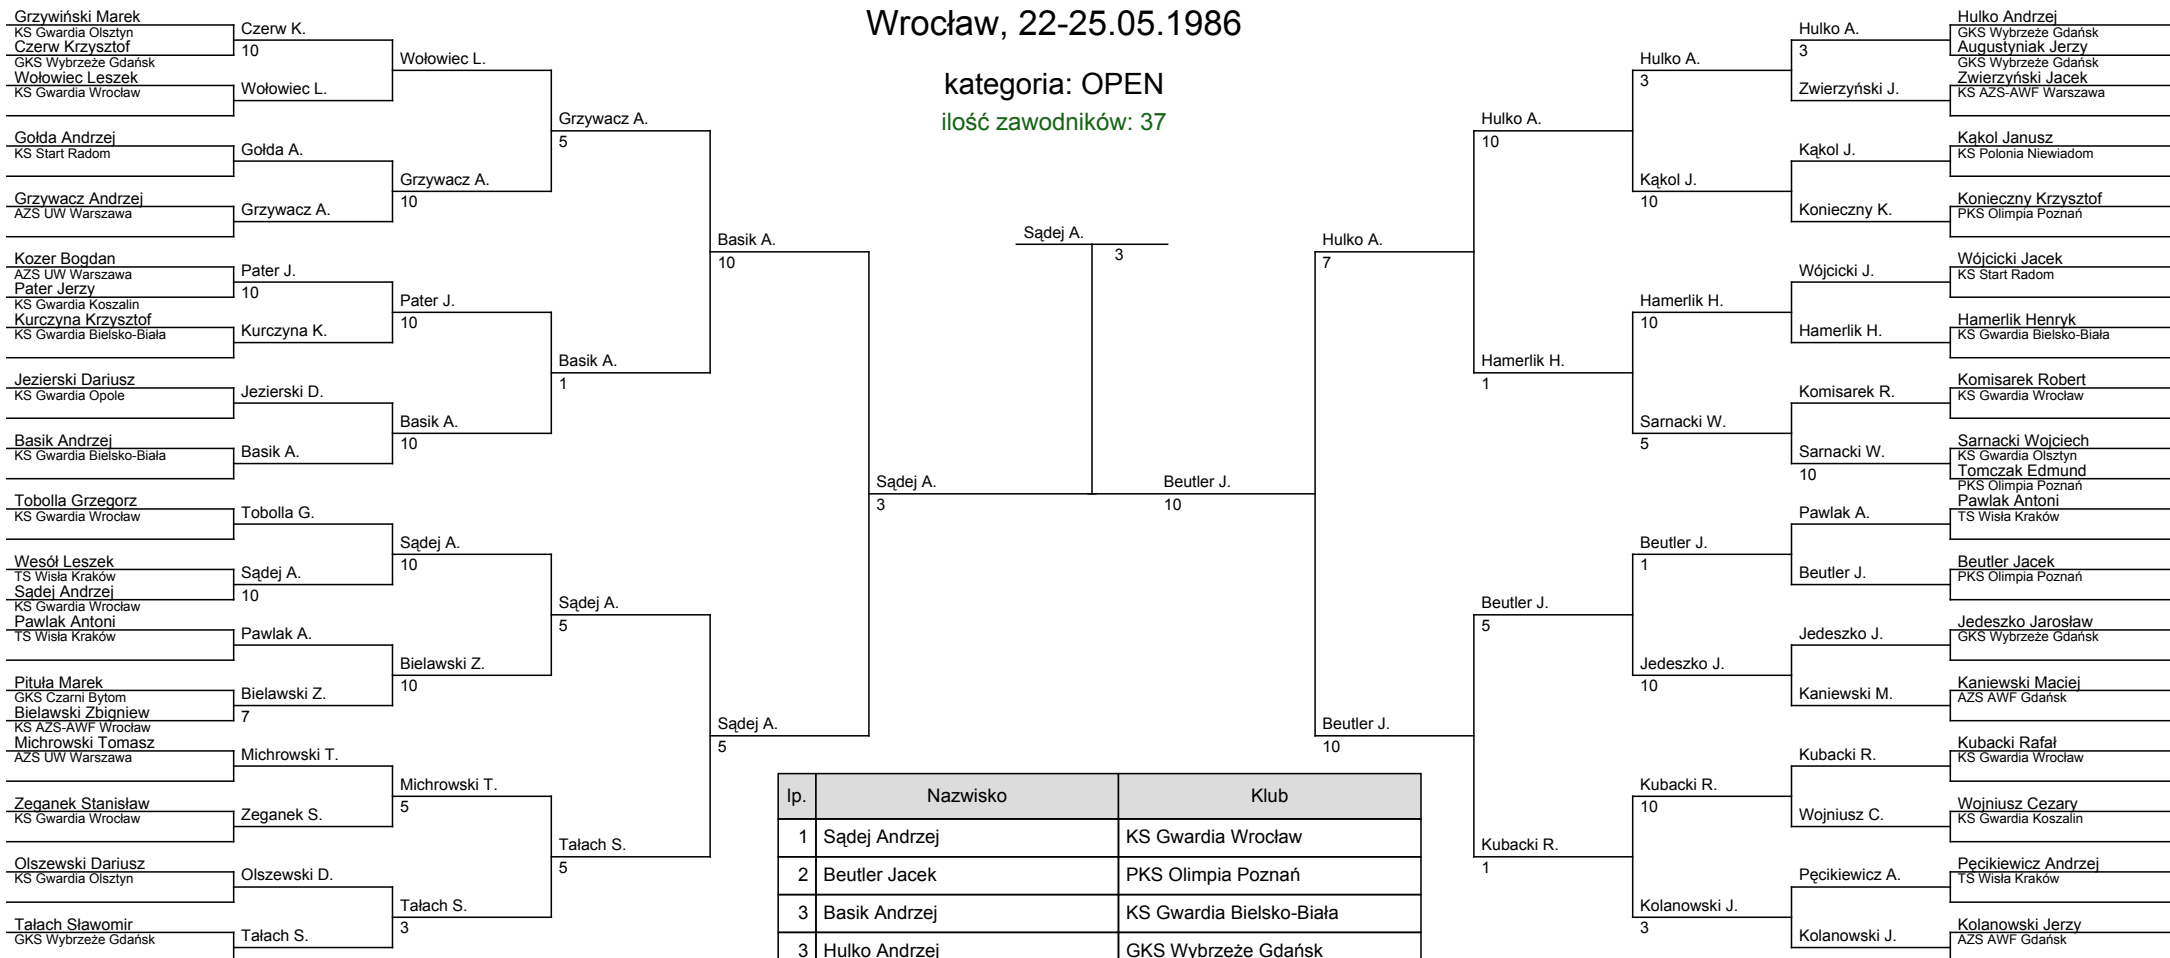 Wrocław, 22-25.05.1986
kategoria: OPEN
ilość zawodników: 37
Grzywiński Marek
KS Gwardia Olsztyn
Czerw Krzysztof
GKS Wybrzeże Gdańsk
Wołowiec Leszek
KS Gwardia Wrocław
Gołda Andrzej
KS Start Radom
Grzywacz Andrzej
AZS UW Warszawa
Kozer Bogdan
AZS UW Warszawa
Pater Jerzy
KS Gwardia Koszalin
Kurczyna Krzysztof
KS Gwardia Bielsko-Biała
Jezierski Dariusz
KS Gwardia Opole
Basik Andrzej
KS Gwardia Bielsko-Biała
Tobolla Grzegorz
KS Gwardia Wrocław
Wesół Leszek
TS Wisła Kraków
Sądej Andrzej
KS Gwardia Wrocław
Pawlak Antoni
TS Wisła Kraków
Pituła Marek
GKS Czarni Bytom
Bielawski Zbigniew
KS AZS-AWF Wrocław
Michrowski Tomasz
AZS UW Warszawa
Zeganek Stanisław
KS Gwardia Wrocław
Olszewski Dariusz
KS Gwardia Olsztyn
Tałach Sławomir
GKS Wybrzeże Gdańsk
Czerw K.
10
Wołowiec L.
Gołda A.
Grzywacz A.
Pater J.
10
Kurczyna K.
Jezierski D.
Basik A.
Tobolla G.
Sądej A.
10
Pawlak A.
Bielawski Z.
7
Michrowski T.
Zeganek S.
Olszewski D.
Tałach S.
Wołowiec L.
Grzywacz A.
10
Pater J.
10
Basik A.
10
Sądej A.
10
Bielawski Z.
10
Michrowski T.
5
Tałach S.
3
Grzywacz A.
5
Basik A.
1
Sądej A.
5
Tałach S.
5
Basik A.
10
Sądej A.
5
Sądej A.
3
Sądej A.
3
Beutler J.
10
Hulko A.
7
Beutler J.
10
Hulko A.
10
Hamerlik H.
1
Beutler J.
5
Kubacki R.
1
Hulko A.
3
Kąkol J.
10
Hamerlik H.
10
Sarnacki W.
5
Beutler J.
1
Jedeszko J.
10
Kubacki R.
10
Kolanowski J.
3
Hulko A.
3
Zwierzyński J.
Kąkol J.
Konieczny K.
Wójcicki J.
Hamerlik H.
Komisarek R.
Sarnacki W.
10
Pawlak A.
Beutler J.
Jedeszko J.
Kaniewski M.
Kubacki R.
Wojniusz C.
Pęcikiewicz A.
Kolanowski J.
Hulko Andrzej
GKS Wybrzeże Gdańsk
Augustyniak Jerzy
GKS Wybrzeże Gdańsk
Zwierzyński Jacek
KS AZS-AWF Warszawa
Kąkol Janusz
KS Polonia Niewiadom
Konieczny Krzysztof
PKS Olimpia Poznań
Wójcicki Jacek
KS Start Radom
Hamerlik Henryk
KS Gwardia Bielsko-Biała
Komisarek Robert
KS Gwardia Wrocław
Sarnacki Wojciech
KS Gwardia Olsztyn
Tomczak Edmund
PKS Olimpia Poznań
Pawlak Antoni
TS Wisła Kraków
Beutler Jacek
PKS Olimpia Poznań
Jedeszko Jarosław
GKS Wybrzeże Gdańsk
Kaniewski Maciej
AZS AWF Gdańsk
Kubacki Rafał
KS Gwardia Wrocław
Wojniusz Cezary
KS Gwardia Koszalin
Pęcikiewicz Andrzej
TS Wisła Kraków
Kolanowski Jerzy
AZS AWF Gdańsk
lp. Nazwisko Klub
1 Sądej Andrzej KS Gwardia Wrocław
2 Beutler Jacek PKS Olimpia Poznań
3 Basik Andrzej KS Gwardia Bielsko-Biała
3 Hulko Andrzej GKS Wybrzeże Gdańsk